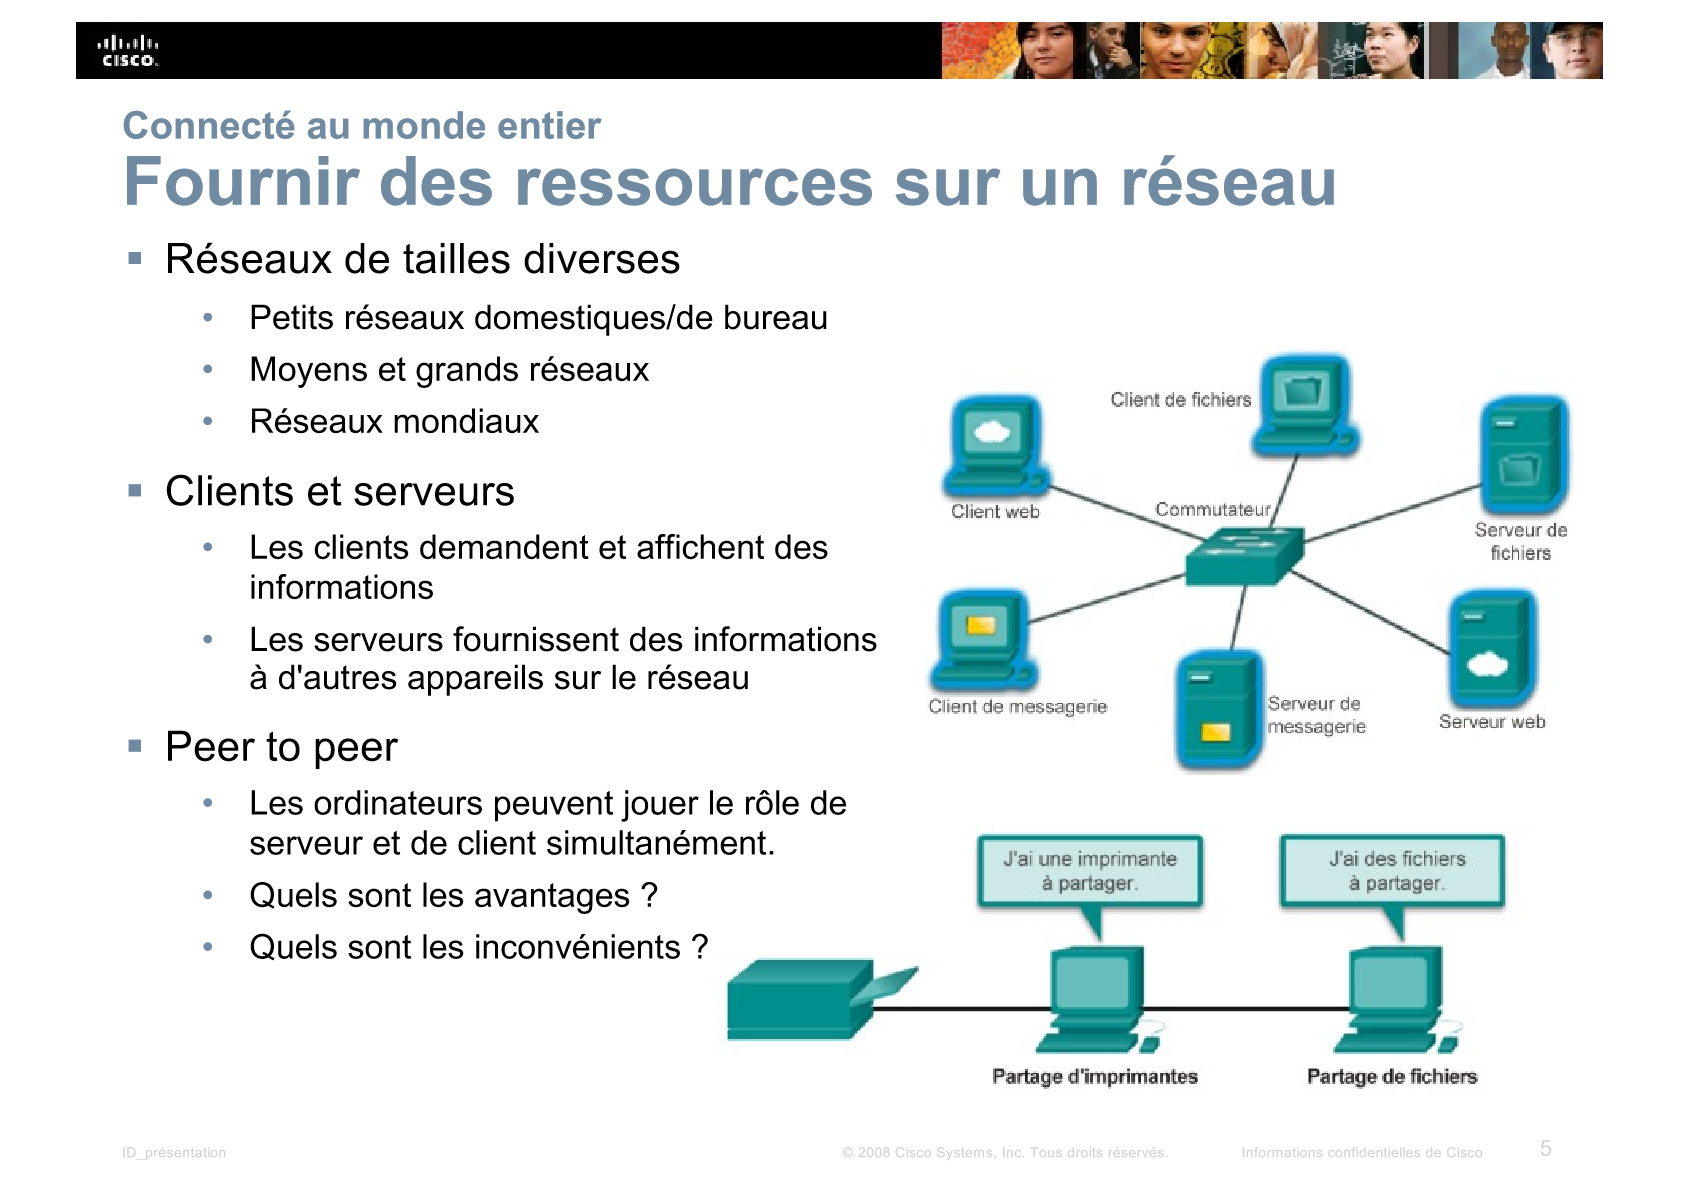 CISCO
Connecté au monde entier
Fournir des ressources sur un réseau
Réseaux de tailles diverses
Petits réseaux domestiques/de bureau
Moyens et grands réseaux
Réseaux mondiaux
Clients et serveurs
Les clients demandent et affichent des
informations
Les serveurs fournissent des informations
à d'autres appareils sur le réseau
Peer to peer
Les ordinateurs peuvent jouer le rôle de
serveur et de client simultanément.
Quels sont les avantages ?
Quels sont les inconvénients ?
Client de fichiers
Client web
Commutateur
Serveur de
fichiers
Client de messagerie
Serveur de
messagerie
Serveur web
J'ai une imprimante
à partager.
J'ai des fichiers
à partager.
Partage d'imprimantes
Partage de fichiers
ID_présentation
© 2008 Cisco Systems, Inc. Tous droits réservés.
Informations confidentielles de Cisco
5